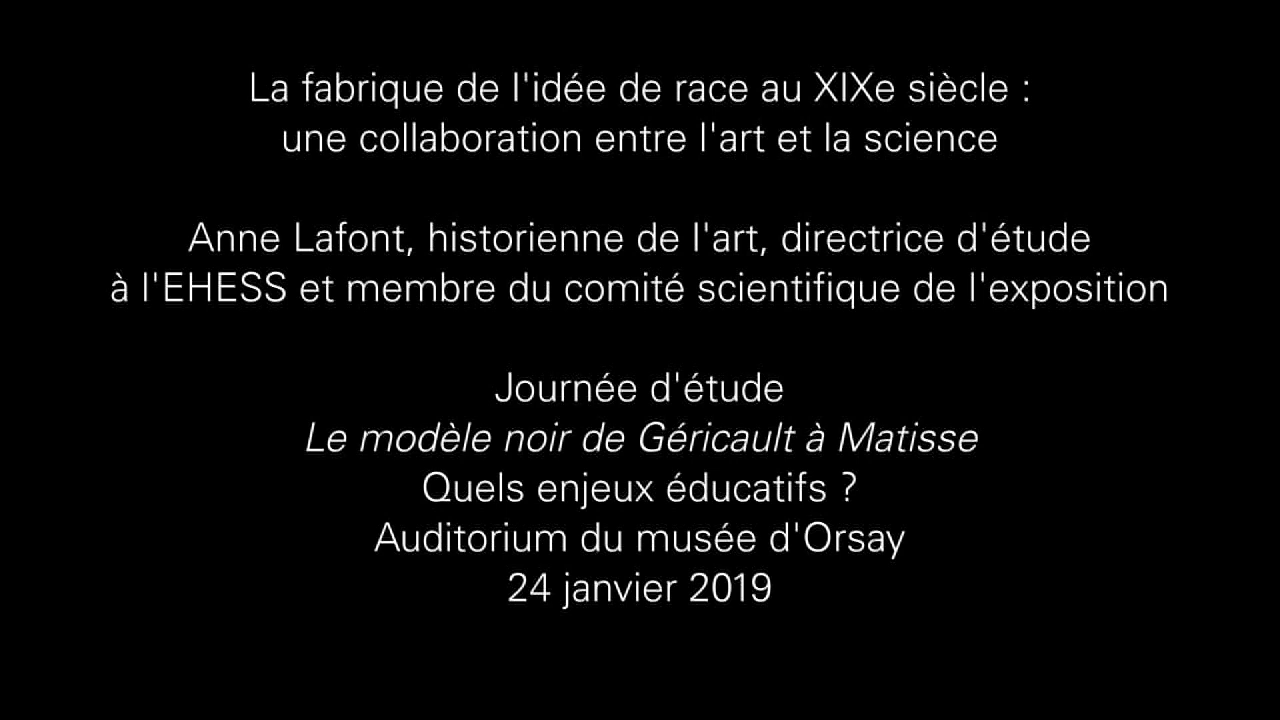 La fabrique de l'idée de race au XIXe siècle :
une collaboration entre l'art et la science
Anne Lafont, historienne de l'art, directrice d'étude
à l'EHESS et membre du comité scientifique de l'exposition
Journée d'étude
Le modèle noir de Géricault à Matisse
Quels enjeux éducatifs ?
Auditorium du musée d'Orsay
24 janvier 2019